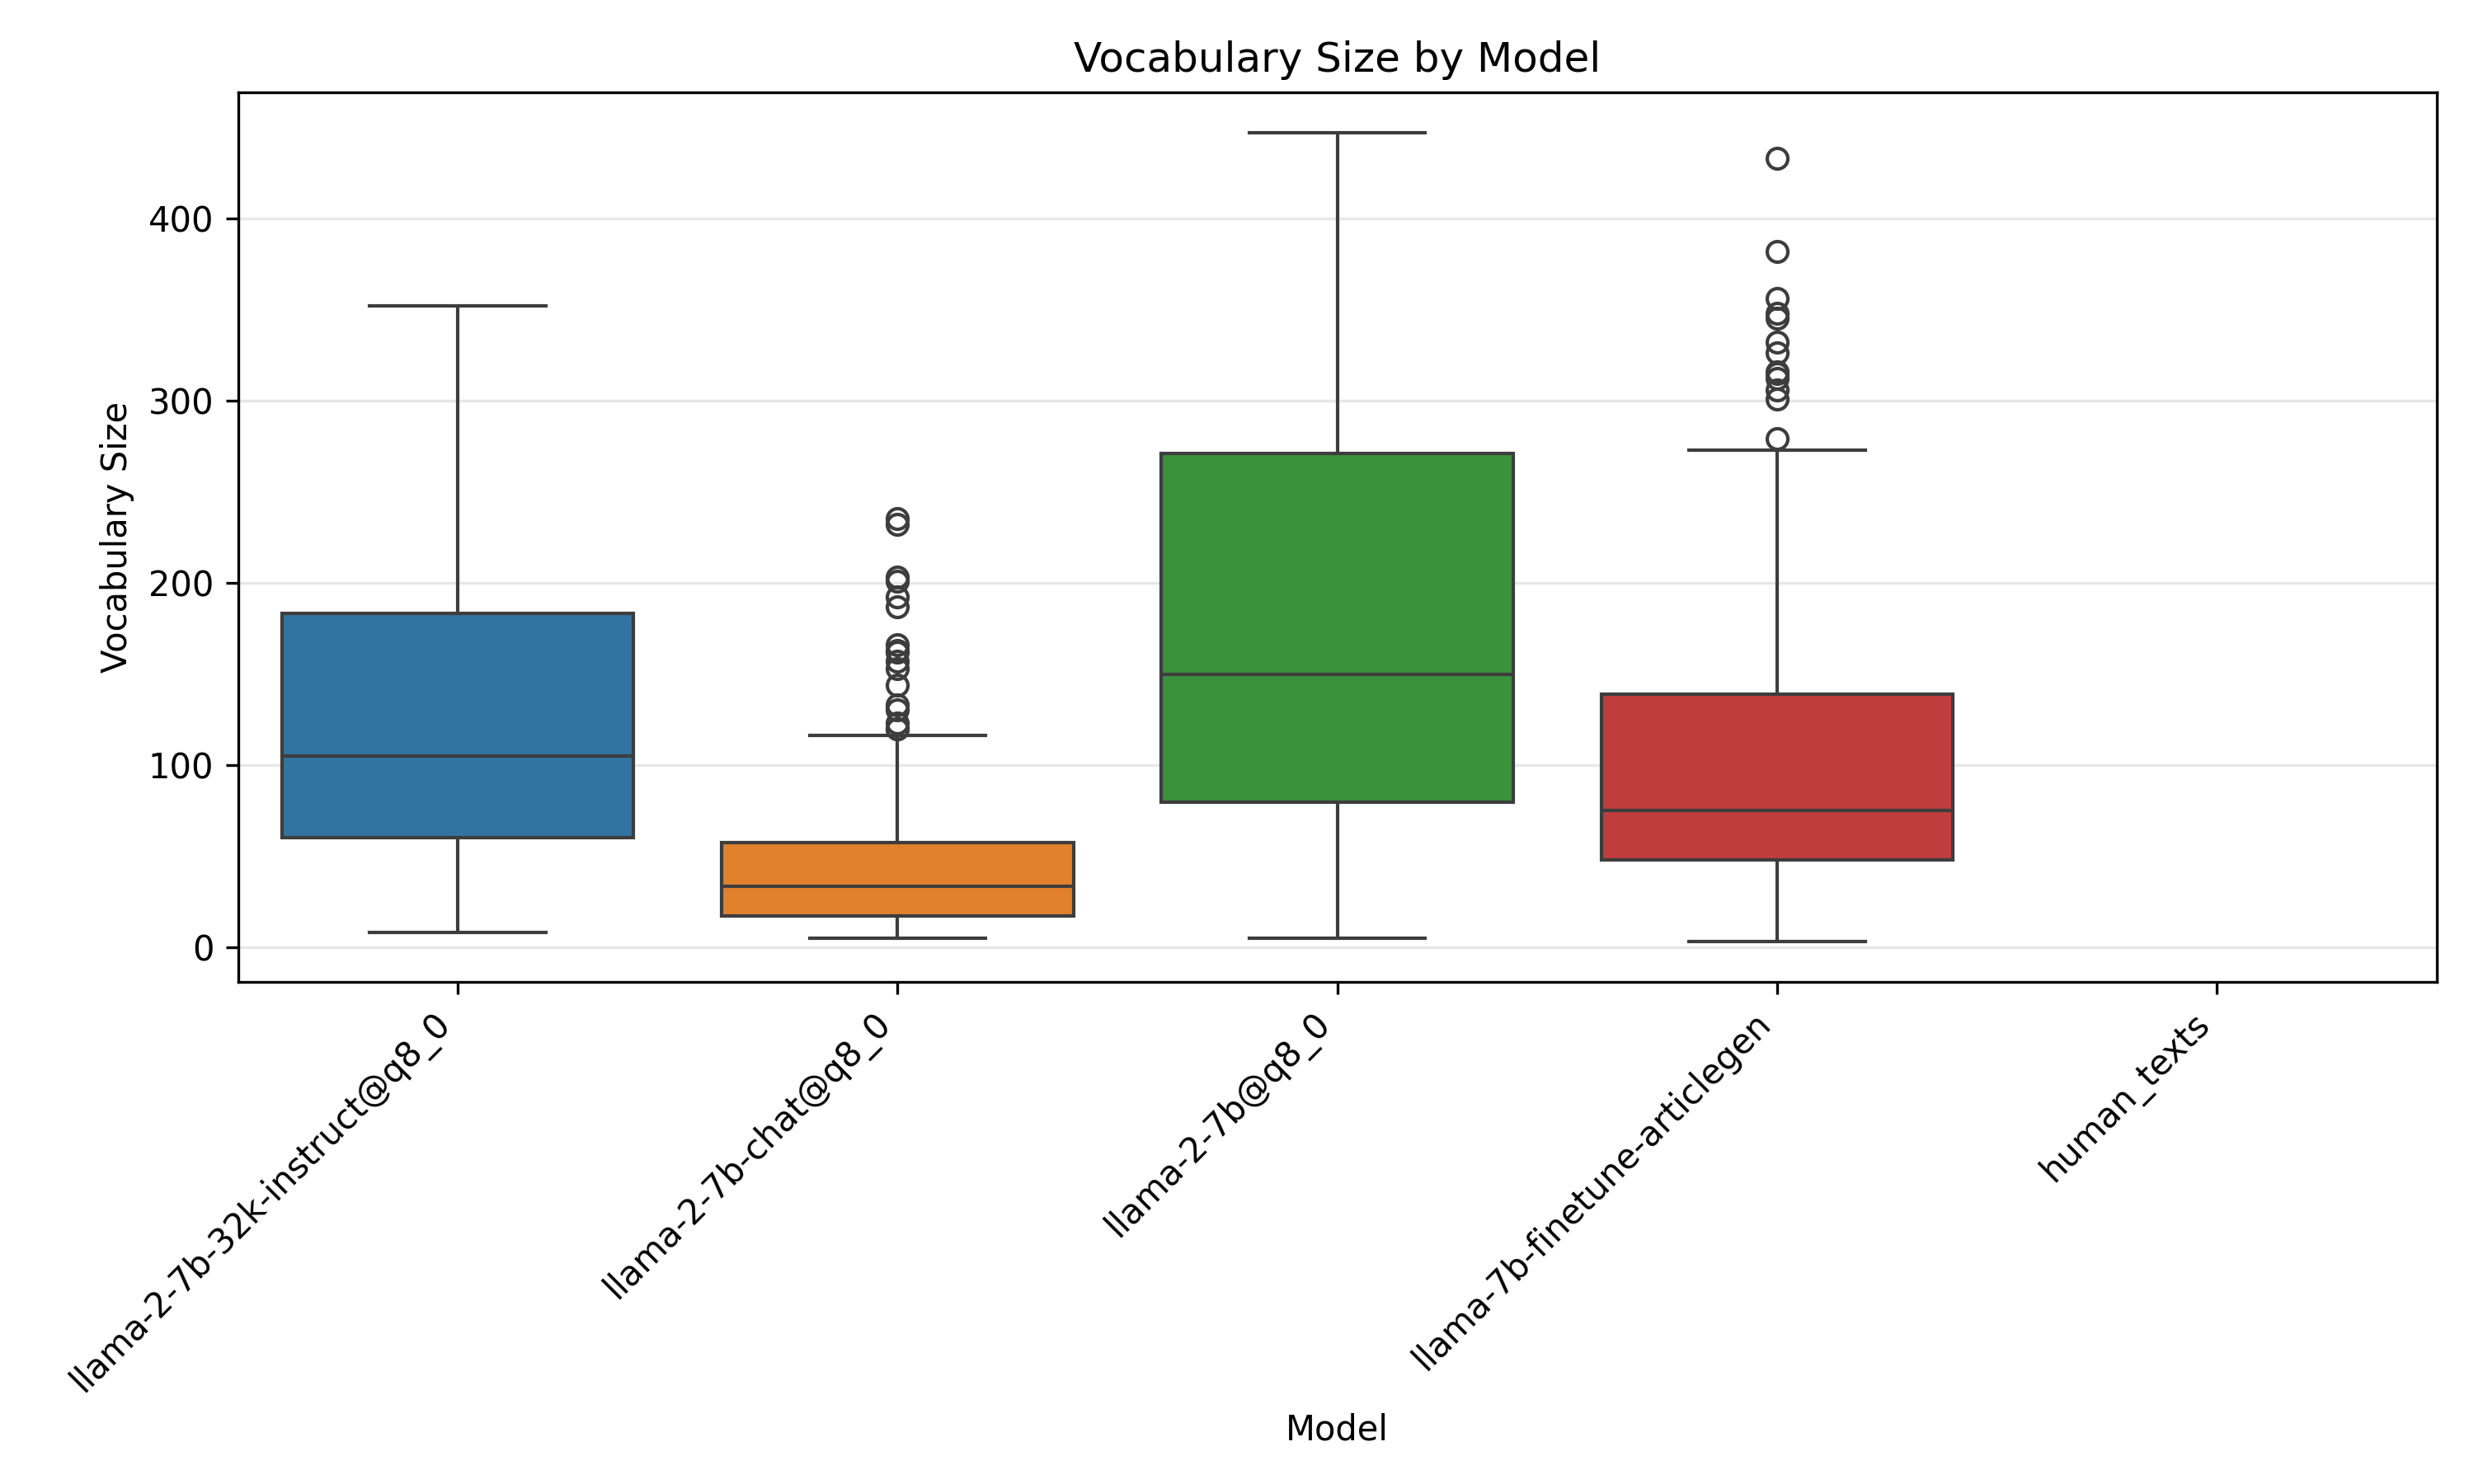 Vocabulary Size by Model
Vocabulary Size
400
300
200
100
0
llama-2-7b-32k-instruct@q8_0
llama-2-7b-chat@q8_0
llama-2-7b@q8_0
llama-7b-finetune-articlegen
human_texts
Model